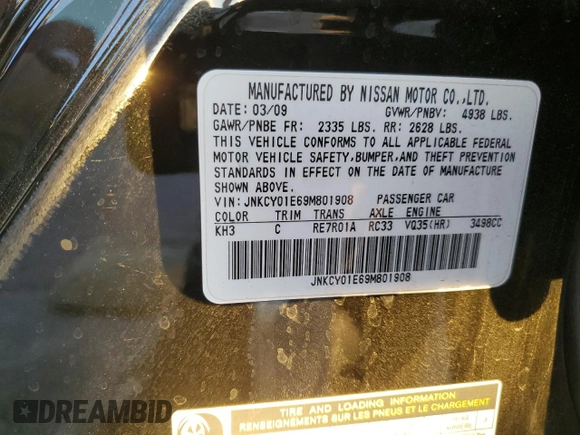 MANUFACTURED BY NISSAN MOTOR CO.,LTD.
DATE: 03/09 GVWR/PNBV: 4938 LBS.
GAWR/PNBE FR: 2335 LBS. RR: 2628 LBS.
THIS VEHICLE CONFORMS TO ALL APPLICABLE FEDERAL
MOTOR VEHICLE SAFETY,BUMPER,AND THEFT PREVENTION
STANDARDS IN EFFECT ON THE DATE OF MANUFACTURE
SHOWN ABOVE.
VIN: JNKCY01E69M801908 PASSENGER CAR
COLOR TRIM TRANS AXLE ENGINE
KH3 C RE7R01A RC33 VQ35(HR) 3498CC
JNKCY01E69M801908
TIRE AND LOADING INFORMATION
RENSEIGNEMENTS SUR LES PNEUS ET LE CHARGEMENT
DREAMBID